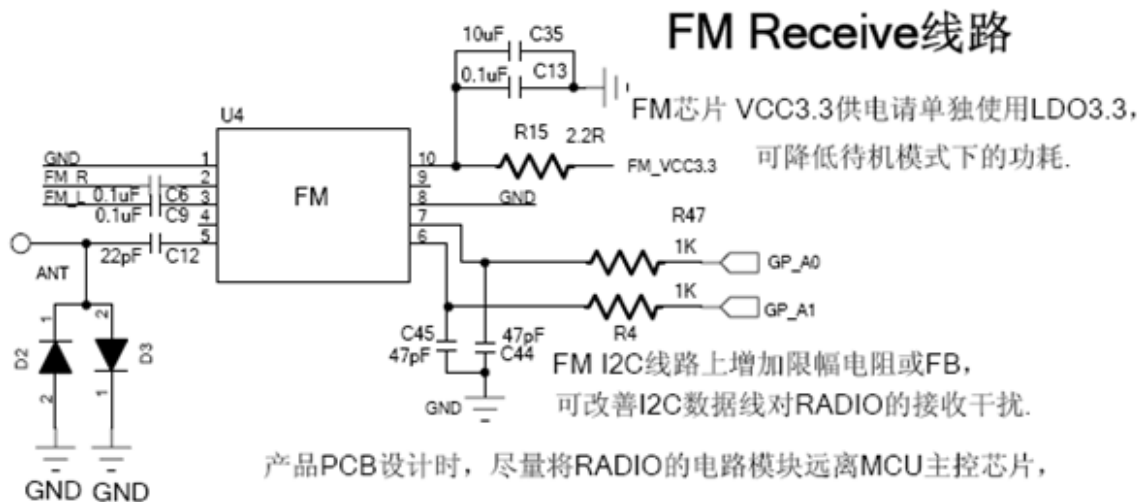 FM Receive线路
10uF C35
0.1uF C13
FM芯片 VCC3.3供电请单独使用LDO3.3,
可降低待机模式下的功耗.
U4
R15 2.2R
FM_VCC3.3
GND 1
FM_R 2
FM_L 3
0.1uF C6
0.1uF C9
4
5
22pF C12
FM
10
9
8 GND
7
6
ANT
R47
1K
GP_A0
1K
GP_A1
R4
C45
47pF
47pF
C44
GND
1
D2
2
2
D3
1
FM I2C线路上增加限幅电阻或FB,
可改善I2C数据线对RADIO的接收干扰.
GND GND
产品PCB设计时，尽量将RADIO的电路模块远离MCU主控芯片，